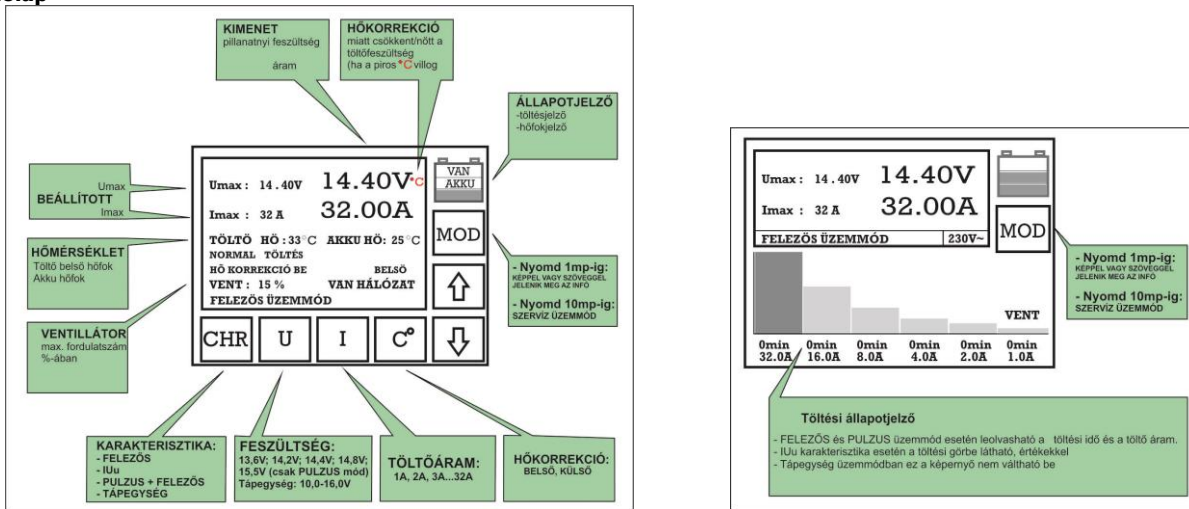 KIMENET
pillanatnyi feszültség
áram
HŐKORREKCIÓ
miatt csökkent/nőtt a
töltőfeszültség
(ha a piros °C villog
ÁLLAPOTJELZŐ
-töltésjelző
-hőfokjelző
Umax
BEÁLLÍTOTT
Imax
HŐMÉRSÉKLET
Töltő belső hőfok
Akku hőfok
VENTILLÁTOR
max. fordulatszám
%-ában
Umax : 14.40V 14.40V°C
Imax : 32 A 32.00A
TÖLTÖ HÖ : 33°C AKKU HÖ: 25°C
NORMAL TÖLTÉS
HÖ KORREKCIÓ BE BELSÖ
VENT : 15 % VAN HÁLÓZAT
FELEZÖS ÜZEMMÓD
VAN
AKKU
MOD
CHR U I C°
- Nyomd 1mp-ig:
KÉPPEL VAGY SZÖVEGGEL
JELENIK MEG AZ INFÓ
- Nyomd 10mp-ig:
SZERVÍZ ÜZEMMÓD
KARAKTERISZTIKA:
- FELEZŐS
- IUu
- PULZUS + FELEZŐS
- TÁPEGYSÉG
FESZÜLTSÉG:
13,6V; 14,2V; 14,4V; 14,8V;
15,5V (csak PULZUS mód)
Tápegység: 10,0-16,0V
TÖLTŐÁRAM:
1A, 2A, 3A...32A
HŐKORREKCIÓ:
BELSŐ, KÜLSŐ
Umax : 14.40V 14.40V
Imax : 32 A 32.00A
FELEZÖS ÜZEMMÓD 230V~
MOD
VENT
0min 0min 0min 0min 0min 0min
32.0A 16.0A 8.0A 4.0A 2.0A 1.0A
- Nyomd 1mp-ig:
KÉPPEL VAGY SZÖVEGGEL
JELENIK MEG AZ INFÓ
- Nyomd 10mp-ig:
SZERVÍZ ÜZEMMÓD
Töltési állapotjelző
- FELEZŐS és PULZUS üzemmód esetén leolvasható a töltési idő és a töltő áram.
- IUu karakterisztika esetén a töltési görbe látható, értékekkel
- Tápegység üzemmódban ez a képernyő nem váltható be